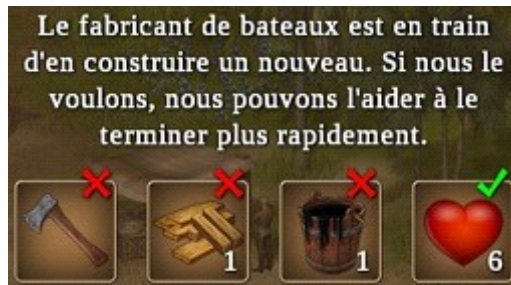 Le fabricant de bateaux est en train
d'en construire un nouveau. Si nous le
voulons, nous pouvons l'aider à le
terminer plus rapidement.
1 1 6